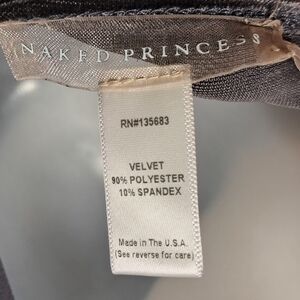 NAKED PRINCESS
RN#135683
VELVET
90% POLYESTER
10% SPANDEX
Made in The U.S.A.
(See reverse for care)